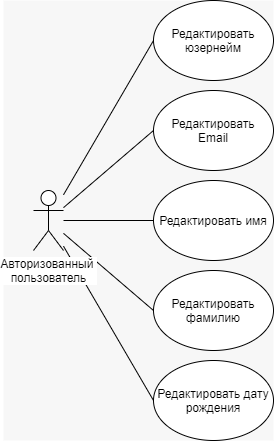 Редактировать
юзернейм
Редактировать
Email
Редактировать имя
Авторизованный
пользователь
Редактировать
фамилию
Редактировать дату
рождения